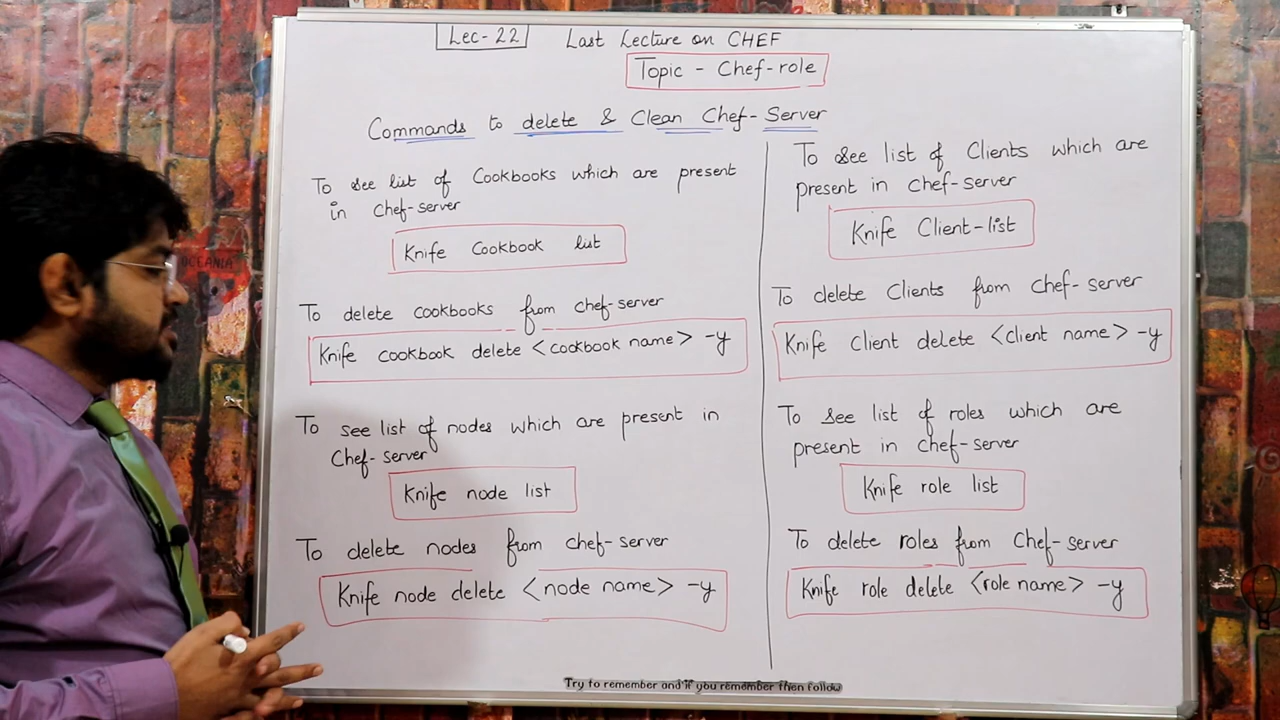 Lec-22 Last Lecture on CHEF
Topic - Chef-role
Commands to delete & Clean Chef-Server
To see list of Cookbooks which are present
in Chef-server
Knife Cookbook list
To delete cookbooks from chef-server
Knife cookbook delete <cookbook name> -y
To see list of nodes which are present in
Chef-server
Knife node list
To delete nodes from chef-server
Knife node delete <node name> -y
To see list of Clients which are
present in chef-server
Knife Client-list
To delete Clients from Chef-server
Knife Client delete <client name> -y
To see list of roles which are
present in chef-server
Knife role list
To delete roles from Chef-server
Knife role delete <role name> -y
Try to remember and if you remember then follow
OCEANIA